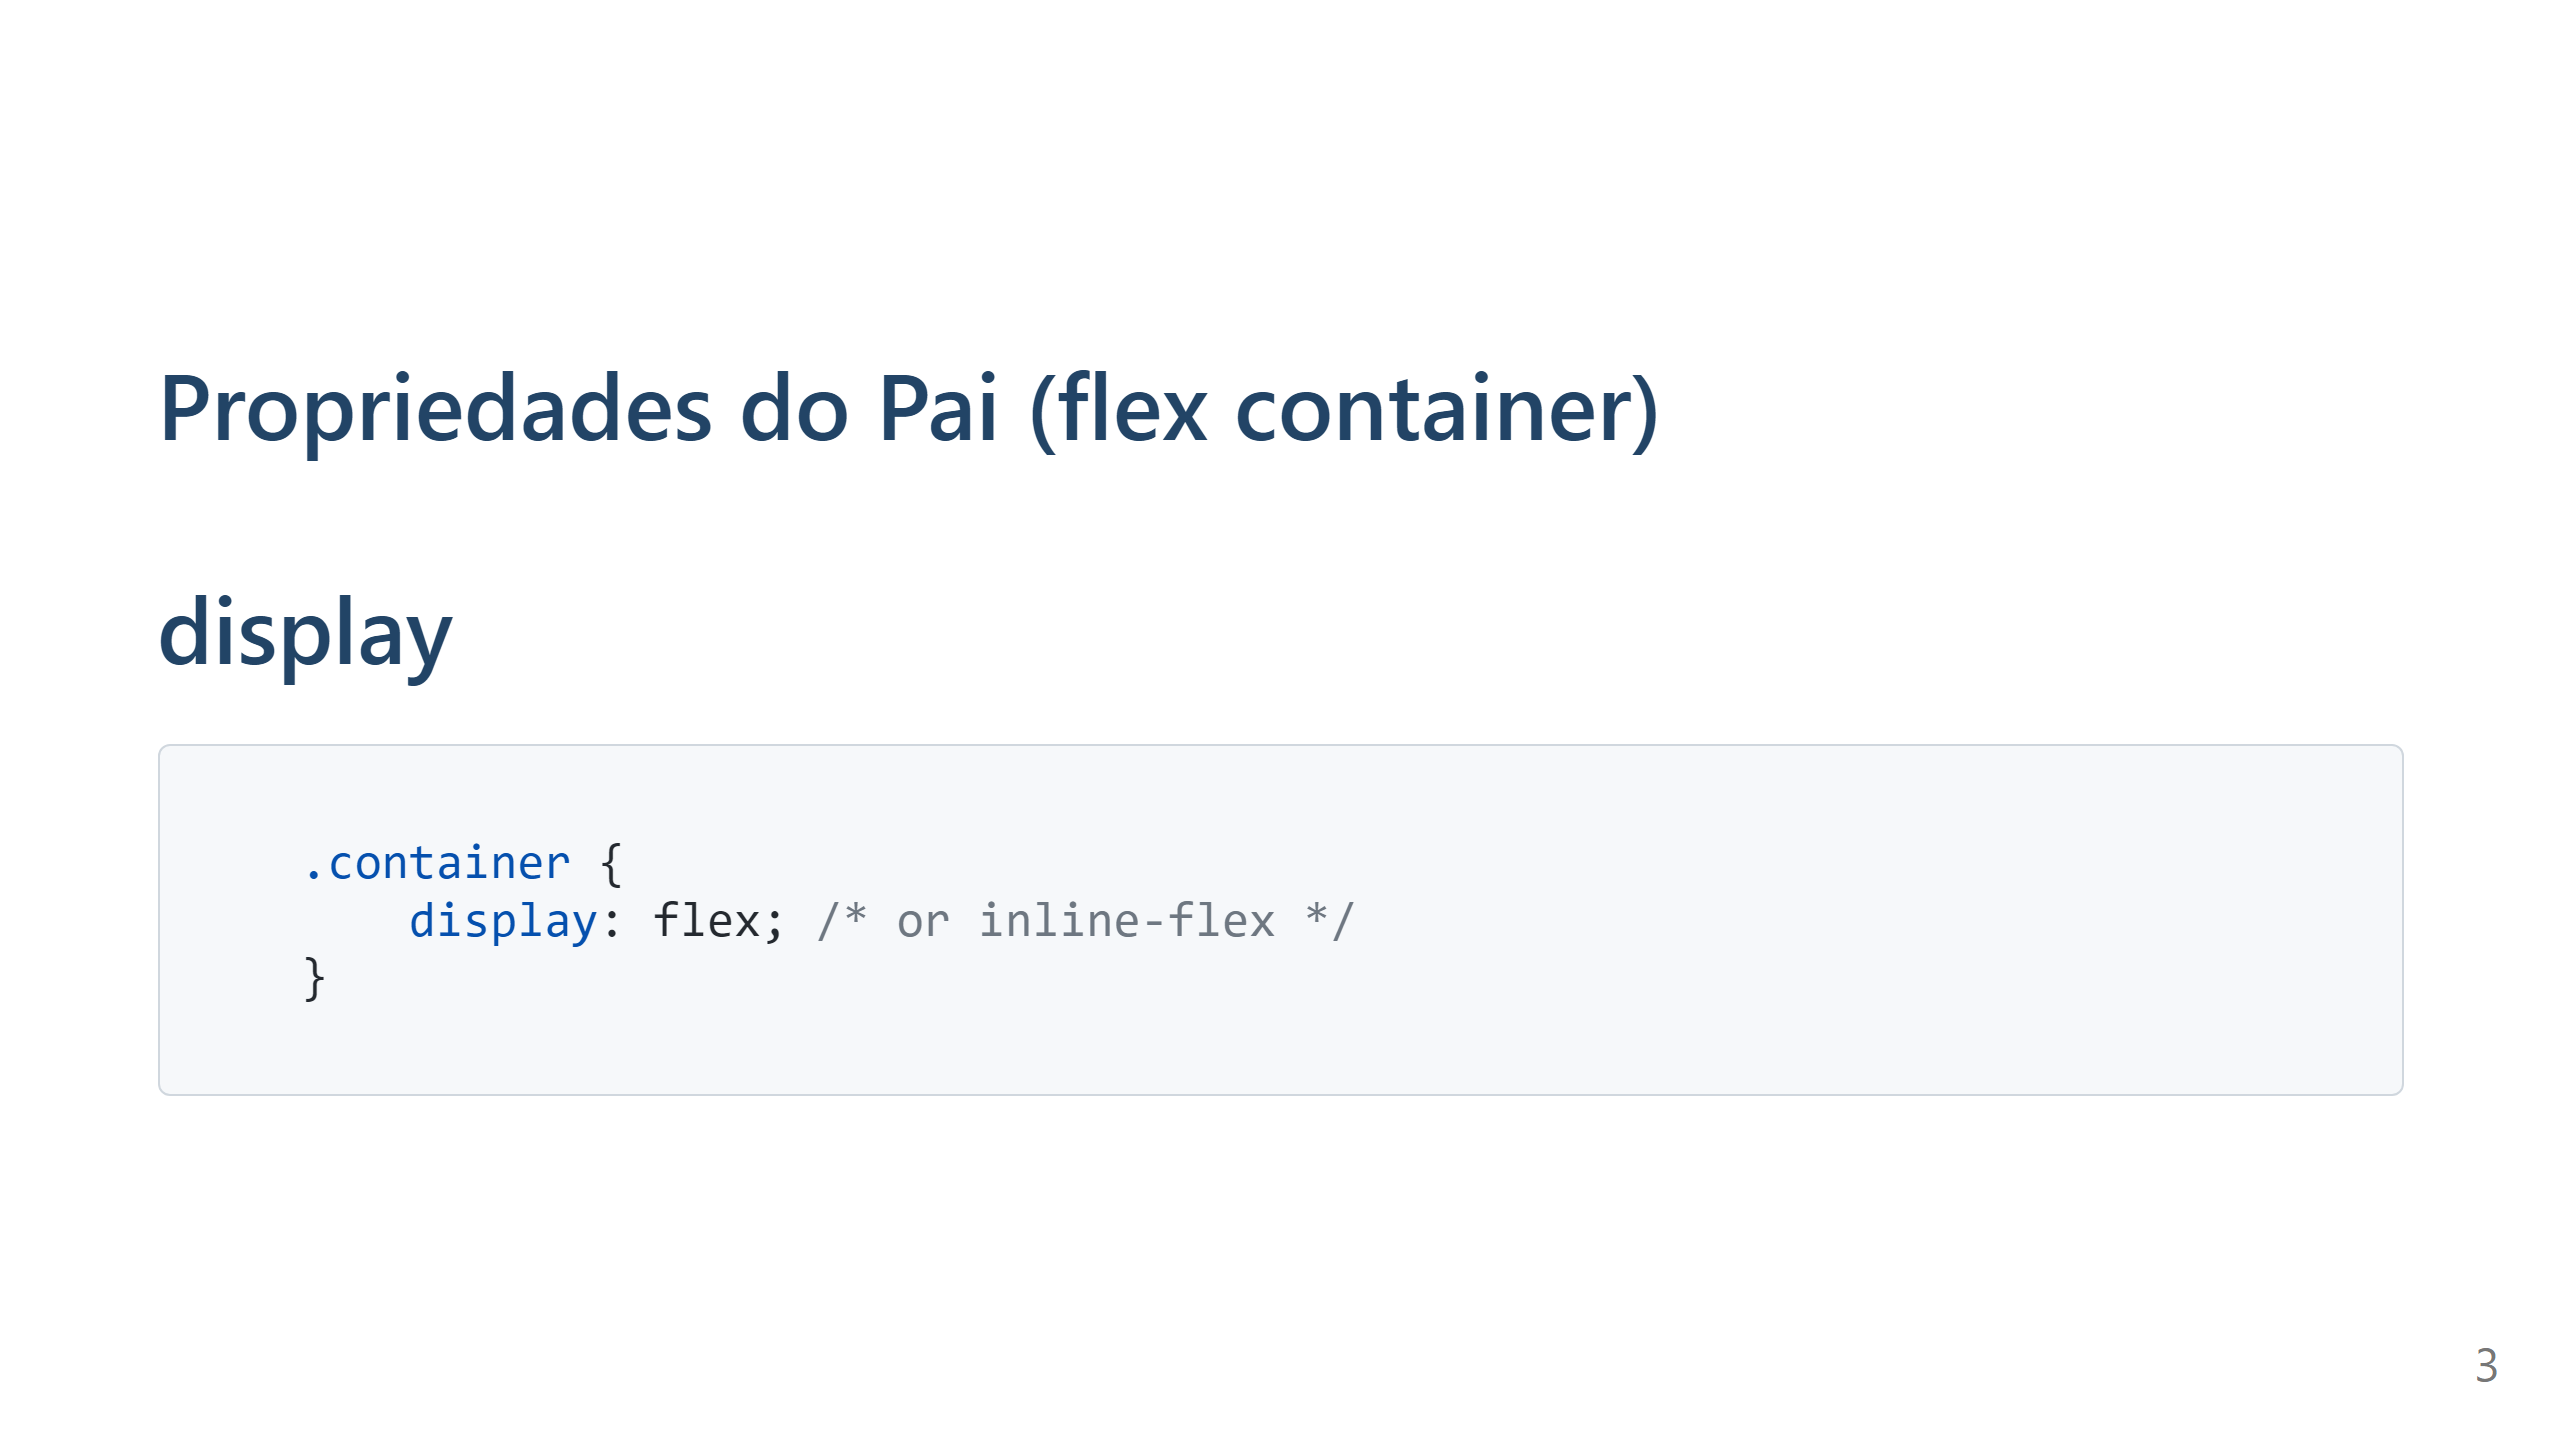 Propriedades do Pai (flex container)
display
.container {
    display: flex; /* or inline-flex */
}
3